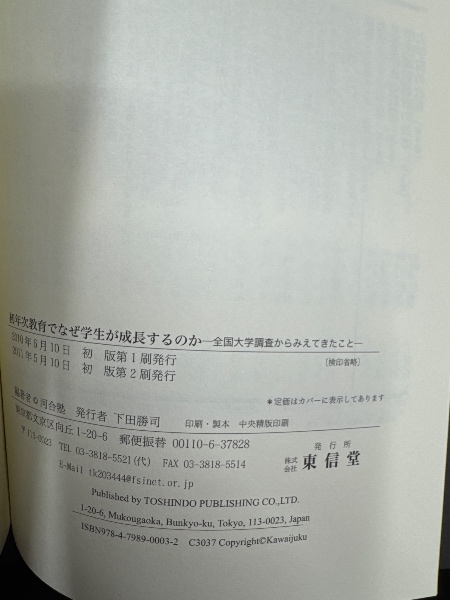 初年次教育でなぜ学生が成長するのか―全国大学調査からみえてきたこと―
2010年6月10日　初　版第1刷発行
〔検印省略〕
2011年5月10日　初　版第2刷発行
＊定価はカバーに表示してあります
編著者©河合塾　発行者 下田勝司　印刷・製本　中央精版印刷
東京都文京区向丘1-20-6　郵便振替 00110-6-37828
〒113-0023　TEL 03-3818-5521(代)　FAX 03-3818-5514
発行所
株式会社 東信堂
E-Mail tk203444@fsinet.or.jp
Published by TOSHINDO PUBLISHING CO.,LTD.
1-20-6, Mukougaoka, Bunkyo-ku, Tokyo, 113-0023, Japan
ISBN978-4-7989-0003-2　C3037 Copyright©Kawaijuku